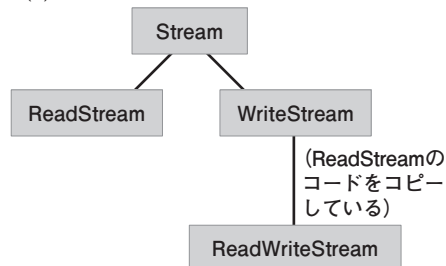 Stream
ReadStream
WriteStream
(ReadStreamの
コードをコピー
している)
ReadWriteStream